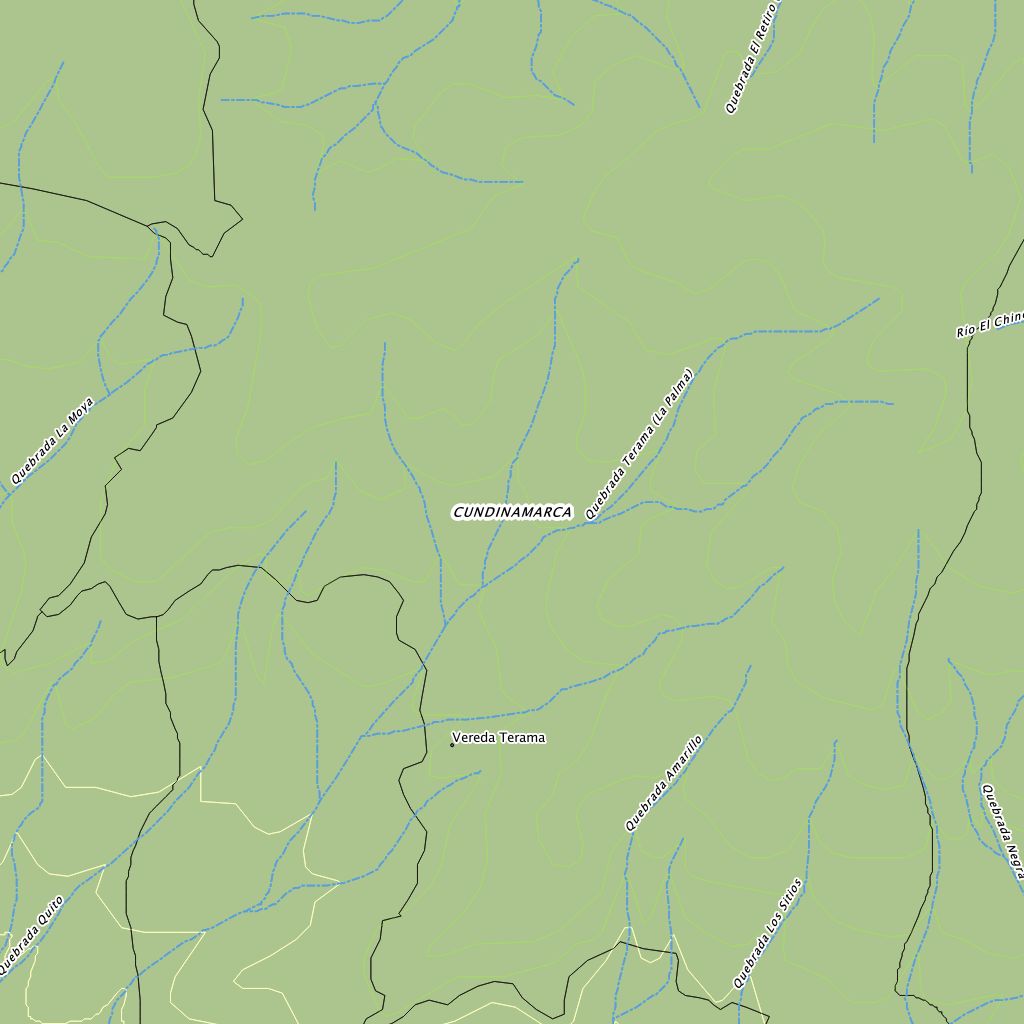 Quebrada El Retiro
Río El Chino
Quebrada La Moya
Quebrada Terama (La Palma)
CUNDINAMARCA
Vereda Terama
Quebrada Amarillo
Quebrada Negra
Quebrada Los Sitios
Quebrada Quito